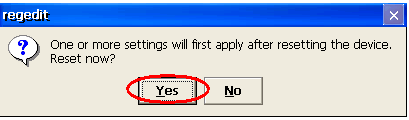 regedit
One or more settings will first apply after resetting the device.
Reset now?
Yes No